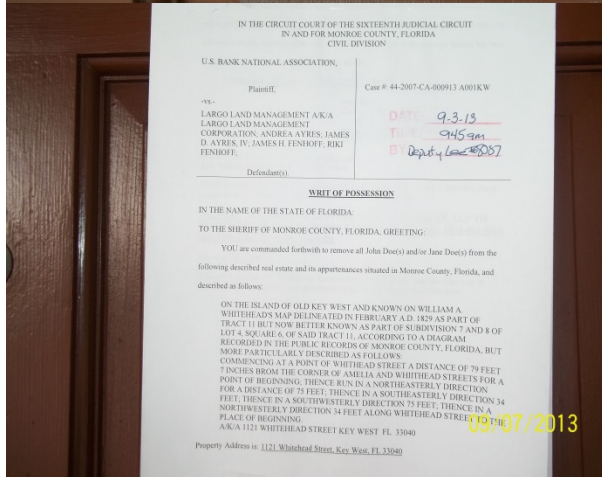 IN THE CIRCUIT COURT OF THE SIXTEENTH JUDICIAL CIRCUIT
IN AND FOR MONROE COUNTY, FLORIDA
CIVIL DIVISION
U.S. BANK NATIONAL ASSOCIATION,
Plaintiff,
-vs.-
LARGO LAND MANAGEMENT A/K/A
LARGO LAND MANAGEMENT
CORPORATION; ANDREA AYRES; JAMES
D. AYRES, IV; JAMES H. FENHOFF; RIKI
FENHOFF;
Defendant(s).
Case #: 44-2007-CA-000913 A001KW
DATE 9-3-13
TIME 945 am
BY Deputy Lee
WRIT OF POSSESSION
IN THE NAME OF THE STATE OF FLORIDA:
TO THE SHERIFF OF MONROE COUNTY, FLORIDA, GREETING:
YOU are commanded forthwith to remove all John Doe(s) and/or Jane Doe(s) from the
following described real estate and its appurtenances situated in Monroe County, Florida, and
described as follows:
ON THE ISLAND OF OLD KEY WEST AND KNOWN ON WILLIAM A.
WHITEHEAD'S MAP DELINEATED IN FEBRUARY A.D. 1829 AS PART OF
TRACT 11 BUT NOW BETTER KNOWN AS PART OF SUBDIVISION 7 AND 8 OF
LOT 4, SQUARE 6, OF SAID TRACT 11, ACCORDING TO A DIAGRAM
RECORDED IN THE PUBLIC RECORDS OF MONROE COUNTY, FLORIDA, BUT
MORE PARTICULARLY DESCRIBED AS FOLLOWS:
COMMENCING AT A POINT OF WHITHEAD STREET A DISTANCE OF 79 FEET
7 INCHES BROM THE CORNER OF AMELIA AND WHIITHEAD STREETS FOR A
POINT OF BEGINNING; THENCE RUN IN A NORTHEASTERLY DIRECTION
FOR A DISTANCE OF 75 FEET; THENCE IN A SOUTHEASTERLY DIRECTION 34
FEET; THENCE IN A SOUTHWESTERLY DIRECTION 75 FEET; THENCE IN A
NORTHWESTERLY DIRECTION 34 FEET ALONG WHITEHEAD STREET THE
PLACE OF BEGINNING.
A/K/A 1121 WHITEHEAD STREET KEY WEST FL 33040
Property Address is: 1121 Whitehead Street, Key West, FL 33040
09/07/2013